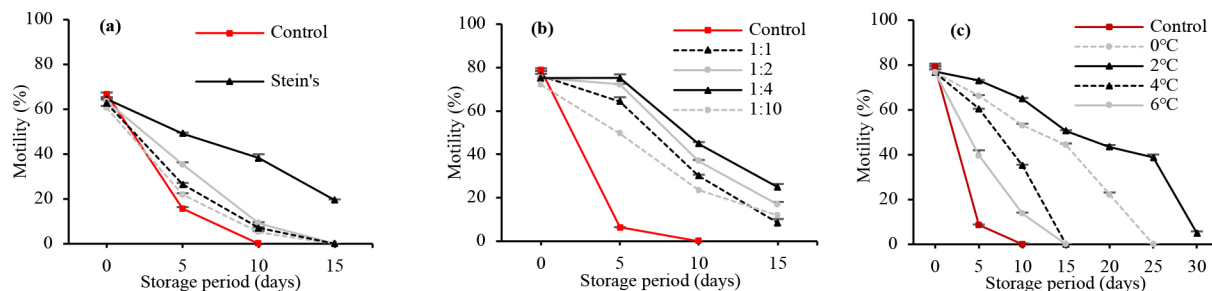 (a)
Control
Stein's
Motility (%)
100
80
60
40
20
0
0 5 10 15
Storage period (days)
(b)
Control
1:1
1:2
1:4
1:10
Motility (%)
100
80
60
40
20
0
0 5 10 15
Storage period (days)
(c)
Control
0℃
2℃
4℃
6℃
Motility (%)
100
80
60
40
20
0
0 5 10 15 20 25 30
Storage period (days)